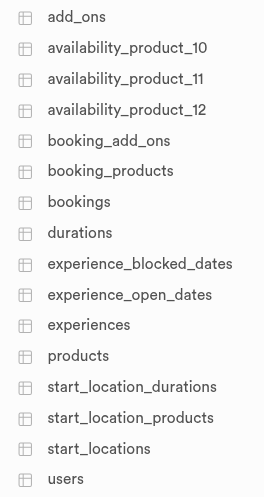 add_ons
availability_product_10
availability_product_11
availability_product_12
booking_add_ons
booking_products
bookings
durations
experience_blocked_dates
experience_open_dates
experiences
products
start_location_durations
start_location_products
start_locations
users